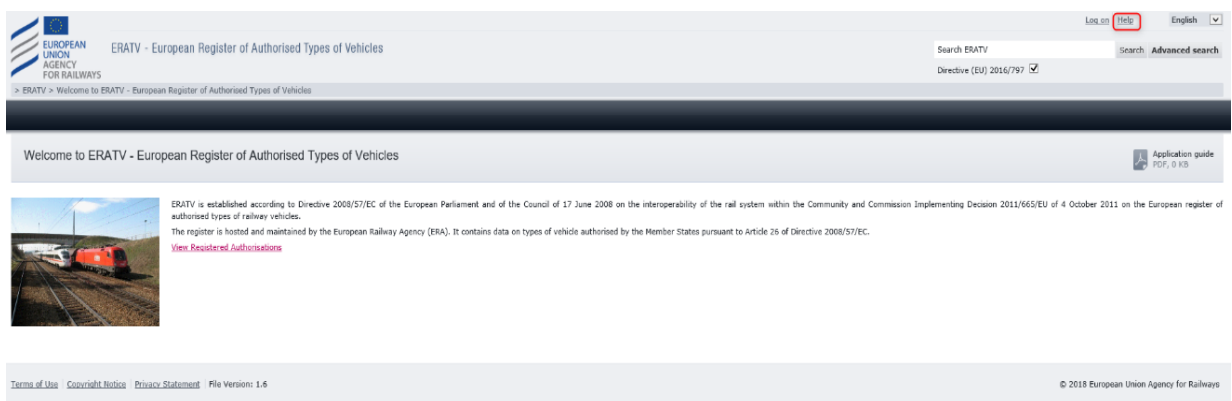 Log on Help English
EUROPEAN
UNION
AGENCY
FOR RAILWAYS
ERATV - European Register of Authorised Types of Vehicles
Search ERATV Search Advanced search
Directive (EU) 2016/797
> ERATV > Welcome to ERATV - European Register of Authorised Types of Vehicles
Welcome to ERATV - European Register of Authorised Types of Vehicles
Application guide
PDF, 0 KB
ERATV is established according to Directive 2008/57/EC of the European Parliament and of the Council of 17 June 2008 on the interoperability of the rail system within the Community and Commission Implementing Decision 2011/665/EU of 4 October 2011 on the European register of
authorised types of railway vehicles.
The register is hosted and maintained by the European Railway Agency (ERA). It contains data on types of vehicle authorised by the Member States pursuant to Article 26 of Directive 2008/57/EC.
View Registered Authorisations
Terms of Use Copyright Notice Privacy Statement File Version: 1.6
© 2018 European Union Agency for Railways